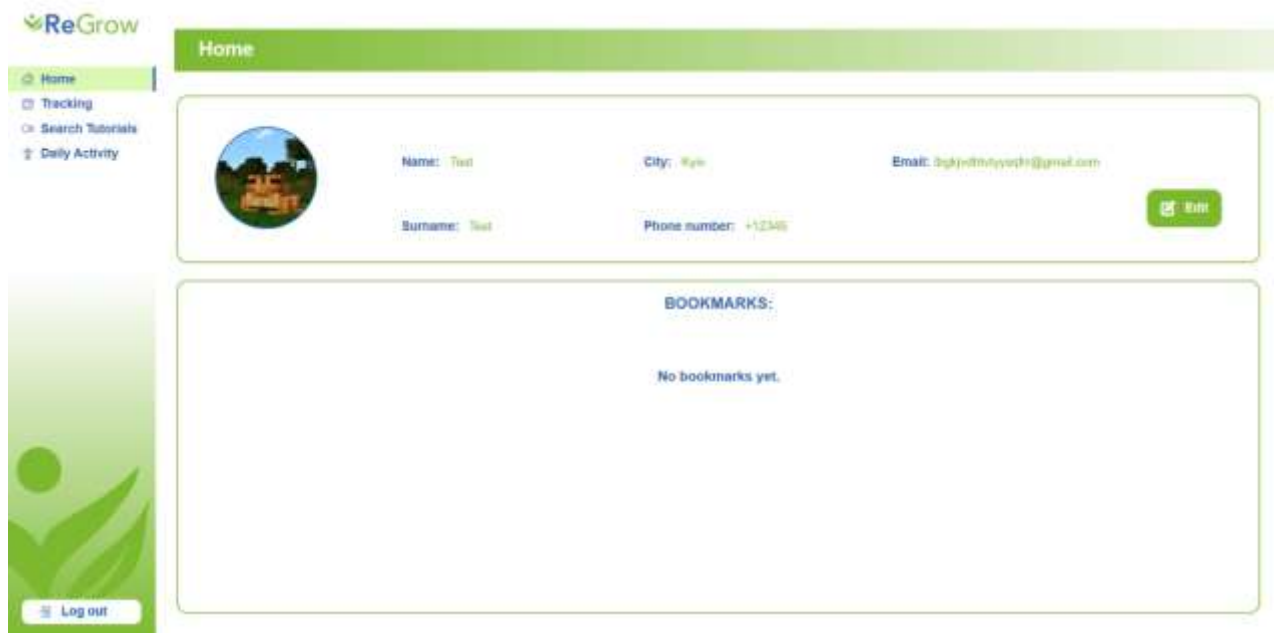 ReGrow
Home
Home
Tracking
Search Tutorials
Daily Activity
Name: Test
City: Kyiv
Email:
Edit
Surname: Test
Phone number: +12345
BOOKMARKS:
No bookmarks yet.
Log out